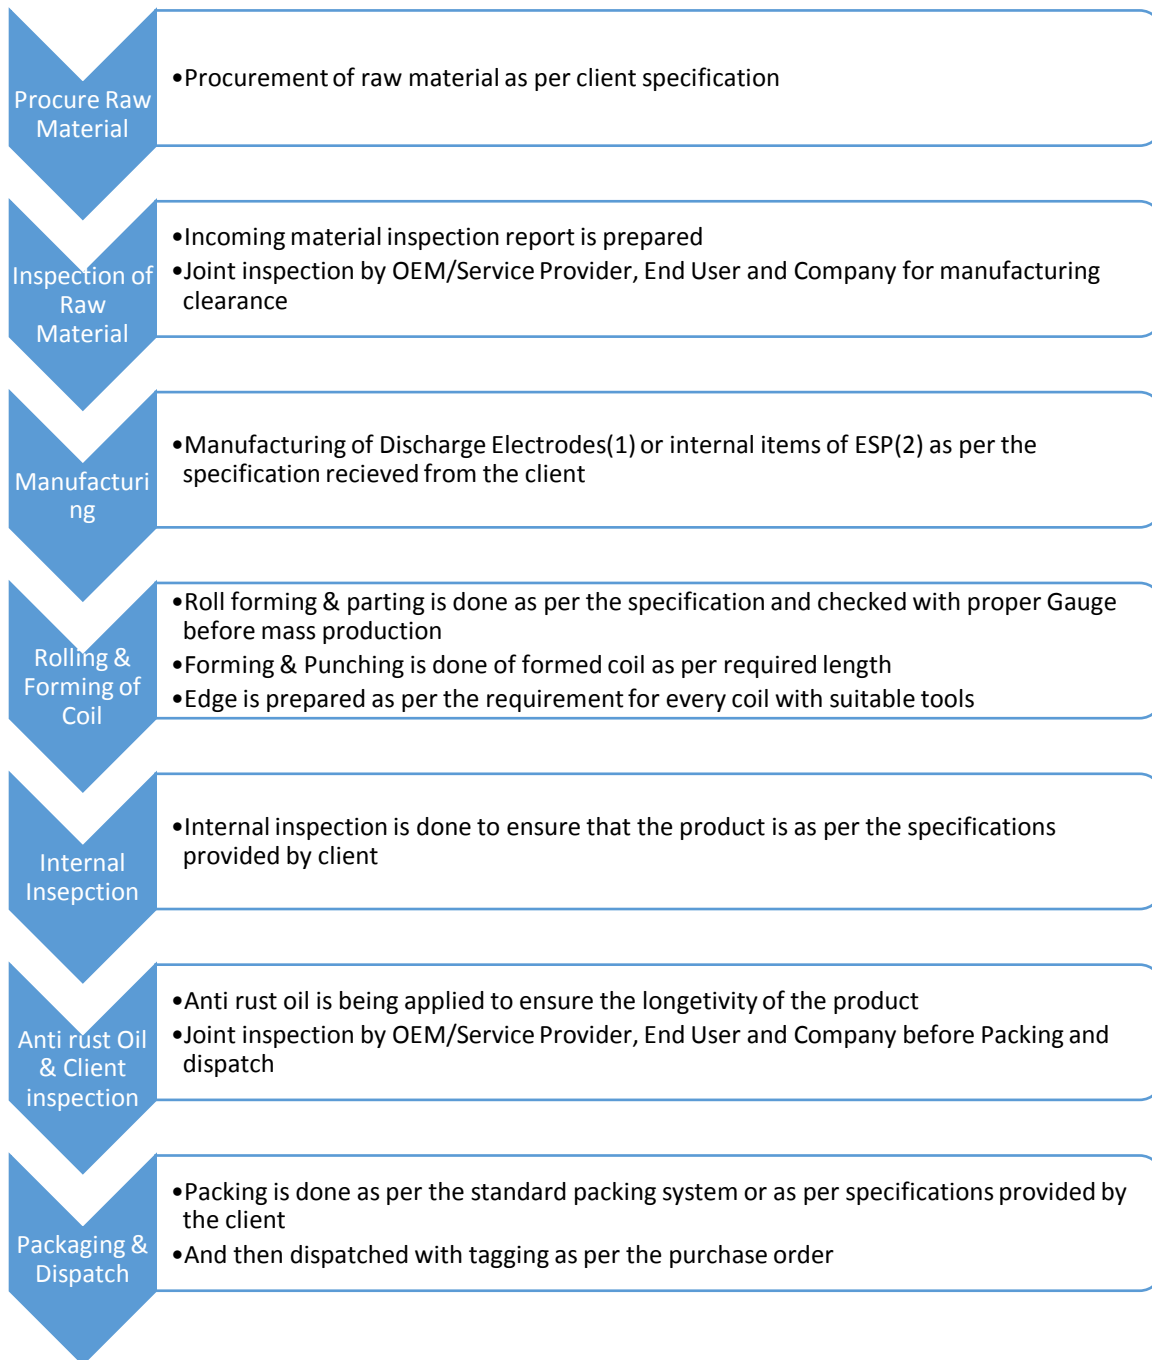 Procure Raw
Material
•Procurement of raw material as per client specification
Inspection of
Raw
Material
•Incoming material inspection report is prepared
•Joint inspection by OEM/Service Provider, End User and Company for manufacturing
clearance
Manufacturi
ng
•Manufacturing of Discharge Electrodes(1) or internal items of ESP(2) as per the
specification recieved from the client
Rolling &
Forming of
Coil
•Roll forming & parting is done as per the specification and checked with proper Gauge
before mass production
•Forming & Punching is done of formed coil as per required length
•Edge is prepared as per the requirement for every coil with suitable tools
Internal
Insepction
•Internal inspection is done to ensure that the product is as per the specifications
provided by client
Anti rust Oil
& Client
inspection
•Anti rust oil is being applied to ensure the longetivity of the product
•Joint inspection by OEM/Service Provider, End User and Company before Packing and
dispatch
Packaging &
Dispatch
•Packing is done as per the standard packing system or as per specifications provided by
the client
•And then dispatched with tagging as per the purchase order